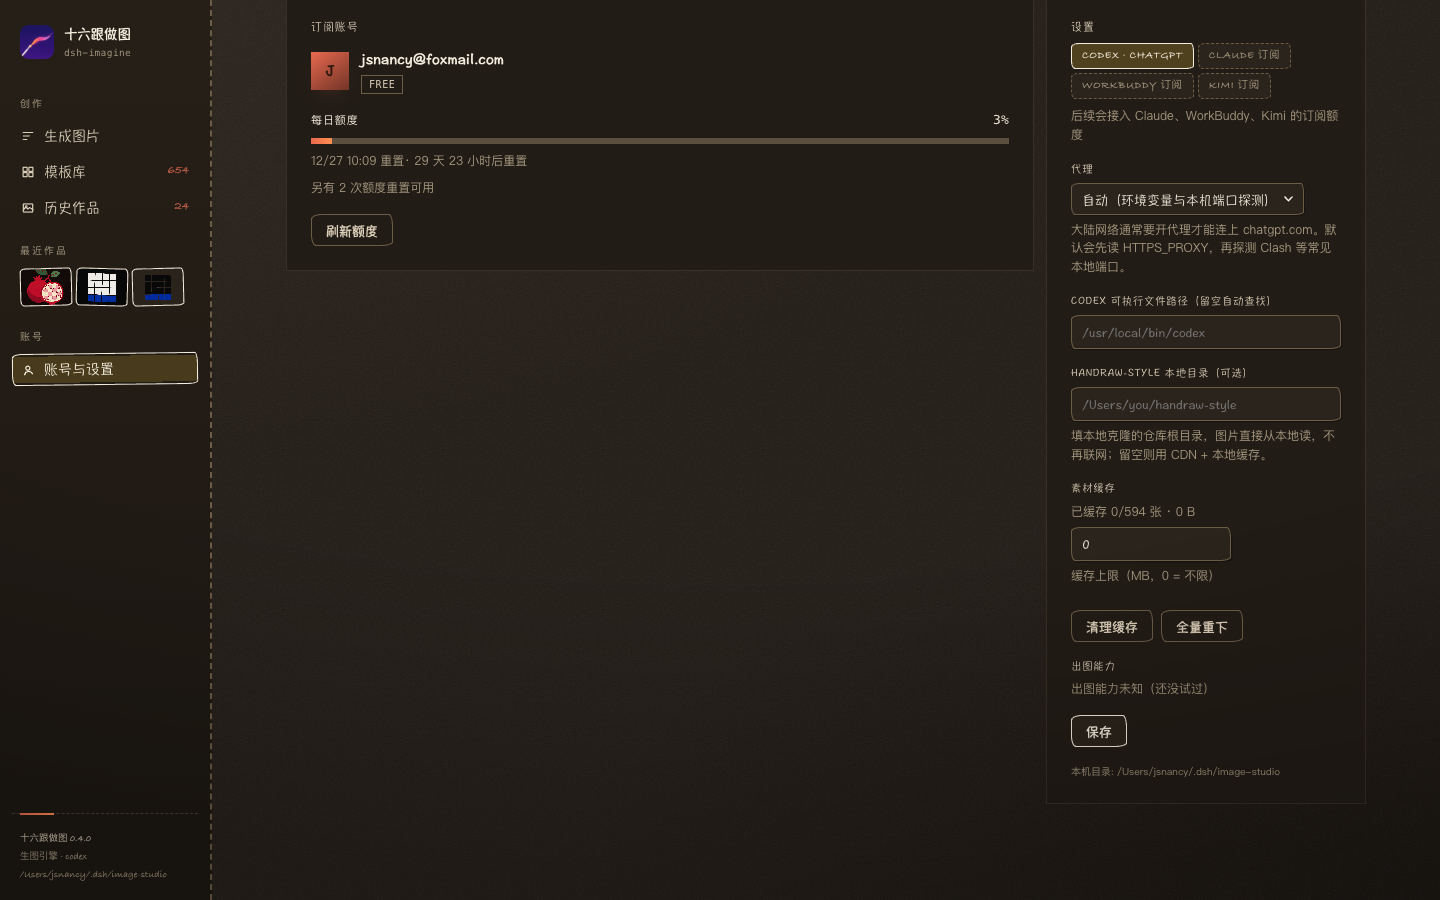 十六跟做图
dsh-imagine
创作
生成图片
模板库 654
历史作品 24
最近作品
账号
账号与设置
十六跟做图 0.4.0
生图引擎 · codex
/Users/jsnancy/.dsh/image-studio
订阅账号
J
jsnancy@foxmail.com
FREE
每日额度 3%
12/27 10:09 重置 · 29 天 23 小时后重置
另有 2 次额度重置可用
刷新额度
设置
CODEX · CHATGPT
CLAUDE 订阅
WORKBUDDY 订阅
KIMI 订阅
后续会接入 Claude、WorkBuddy、Kimi 的订阅额
度
代理
自动（环境变量与本机端口探测）
大陆网络通常要开代理才能连上 chatgpt.com。默
认会先读 HTTPS_PROXY，再探测 Clash 等常见
本地端口。
CODEX 可执行文件路径（留空自动查找）
/usr/local/bin/codex
HANDRAW-STYLE 本地目录（可选）
/Users/you/handraw-style
填本地克隆的仓库根目录，图片直接从本地读，不
再联网；留空则用 CDN + 本地缓存。
素材缓存
已缓存 0/594 张 · 0 B
0
缓存上限（MB，0 = 不限）
清理缓存
全量重下
出图能力
出图能力未知（还没试过）
保存
本机目录: /Users/jsnancy/.dsh/image-studio